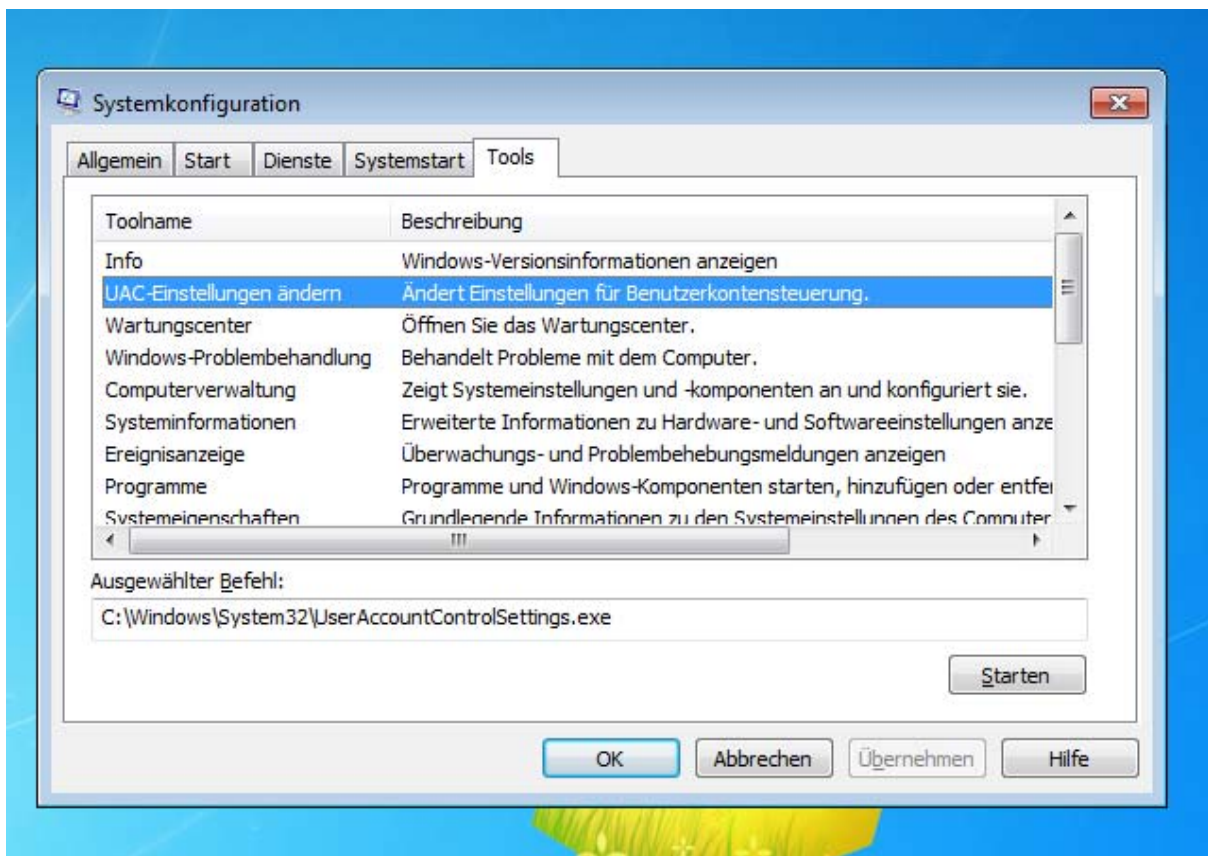 Systemkonfiguration
Allgemein Start Dienste Systemstart Tools
Toolname Beschreibung
Info Windows-Versionsinformationen anzeigen
UAC-Einstellungen ändern Ändert Einstellungen für Benutzerkontensteuerung.
Wartungscenter Öffnen Sie das Wartungscenter.
Windows-Problembehandlung Behandelt Probleme mit dem Computer.
Computerverwaltung Zeigt Systemeinstellungen und -komponenten an und konfiguriert sie.
Systeminformationen Erweiterte Informationen zu Hardware- und Softwareeinstellungen anze
Ereignisanzeige Überwachungs- und Problembehebungsmeldungen anzeigen
Programme Programme und Windows-Komponenten starten, hinzufügen oder entfer
Systemeigenschaften Grundlegende Informationen zu den Systemeinstellungen des Computer
Ausgewählter Befehl:
C:\Windows\System32\UserAccountControlSettings.exe
Starten
OK Abbrechen Übernehmen Hilfe